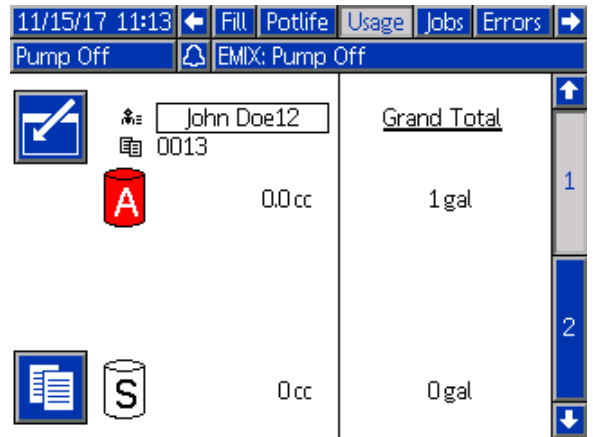 11/15/17 11:13 Fill Potlife Usage Jobs Errors
Pump Off EMIX: Pump Off
John Doe12 Grand Total
0013
A 0.0 cc 1 gal
1
2
S 0 cc 0 gal